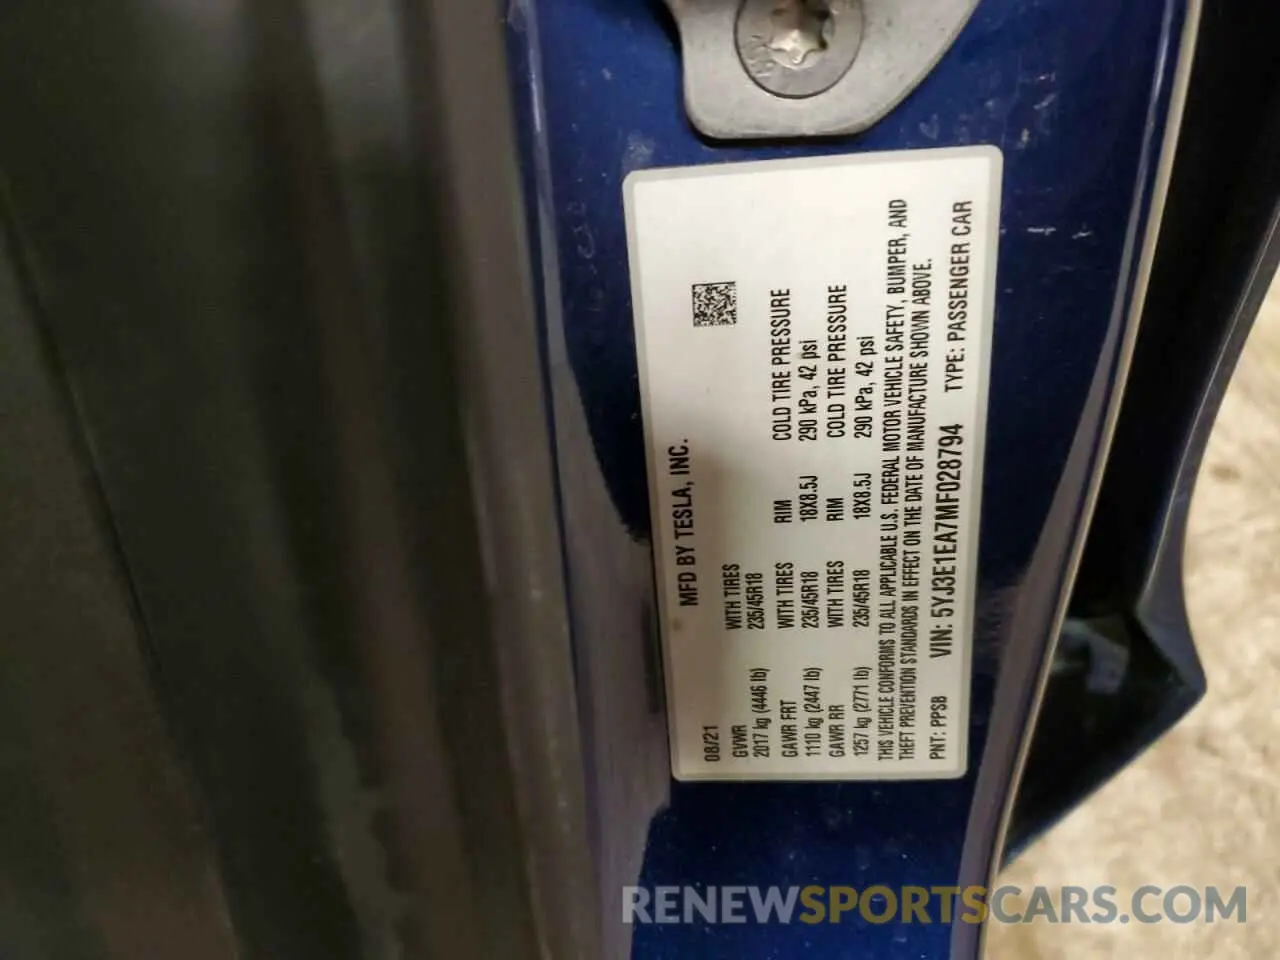 MFD BY TESLA, INC.
08/21
GVWR WITH TIRES
2017 kg (4446 lb) 235/45R18
GAWR FRT WITH TIRES RIM COLD TIRE PRESSURE
1110 kg (2447 lb) 235/45R18 18X8.5J 290 kPa, 42 psi
GAWR RR WITH TIRES RIM COLD TIRE PRESSURE
1257 kg (2771 lb) 235/45R18 18X8.5J 290 kPa, 42 psi
THIS VEHICLE CONFORMS TO ALL APPLICABLE U.S. FEDERAL MOTOR VEHICLE SAFETY, BUMPER, AND
THEFT PREVENTION STANDARDS IN EFFECT ON THE DATE OF MANUFACTURE SHOWN ABOVE.
PNT: PPSB VIN: 5YJ3E1EA7MF028794 TYPE: PASSENGER CAR
RENEWSPORTSCARS.COM